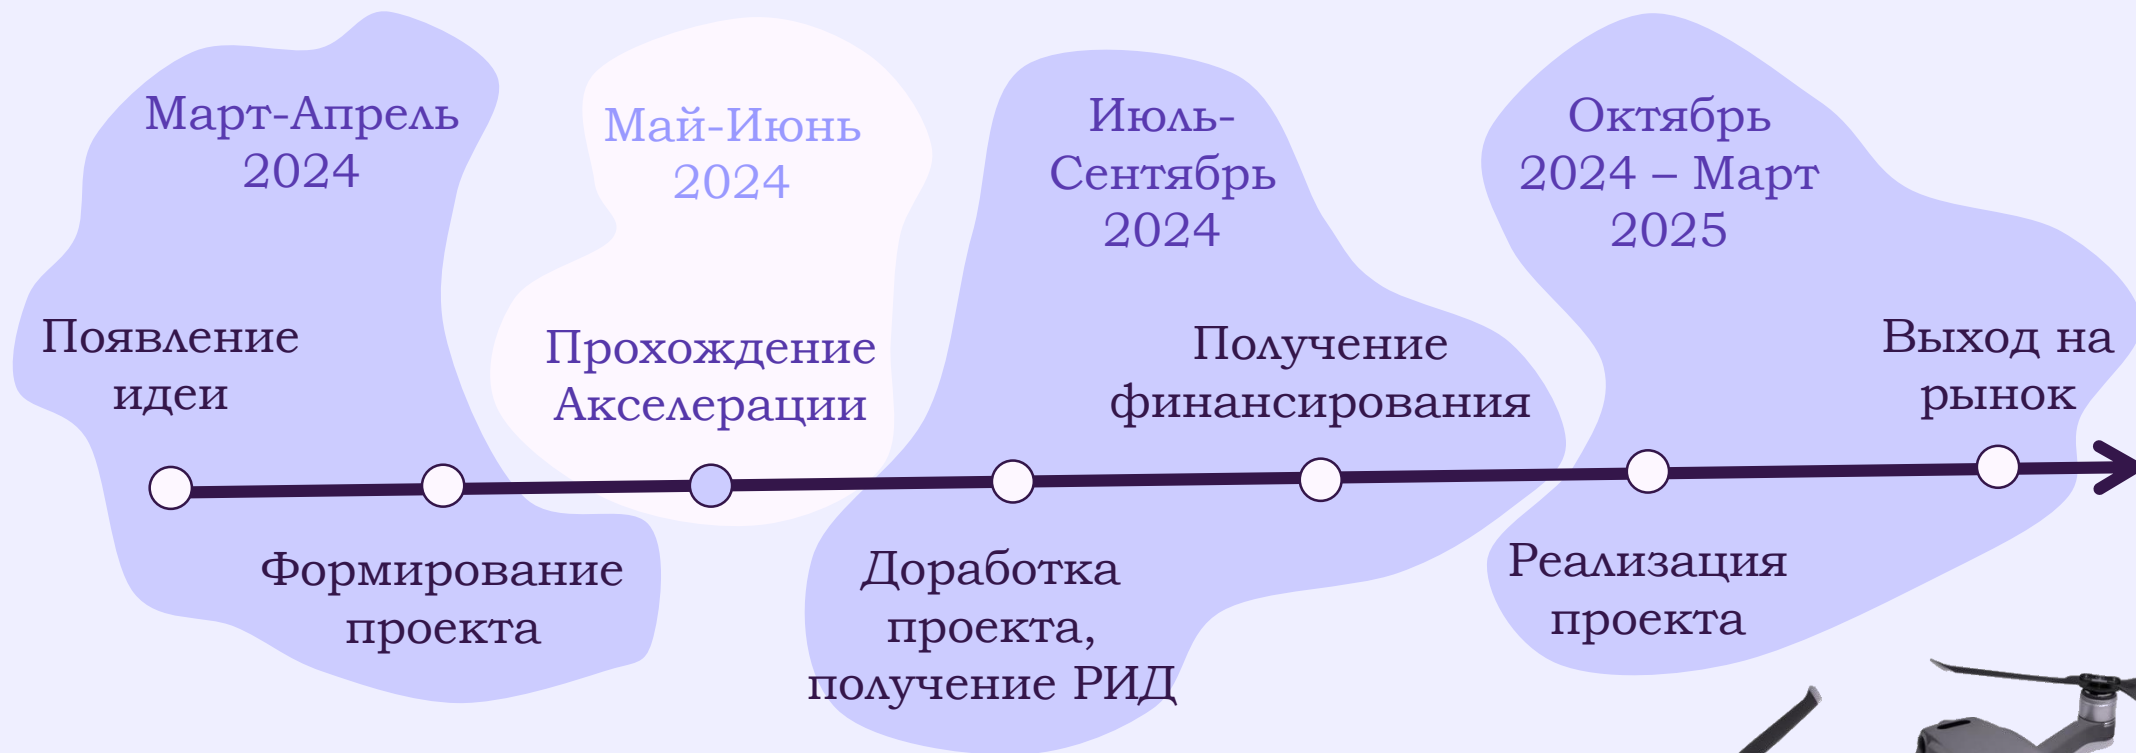 Март-Апрель
2024
Появление
идеи
Формирование
проекта
Май-Июнь
2024
Прохождение
Акселерации
Июль-
Сентябрь
2024
Доработка
проекта,
получение РИД
Получение
финансирования
Октябрь
2024 – Март
2025
Реализация
проекта
Выход на
рынок